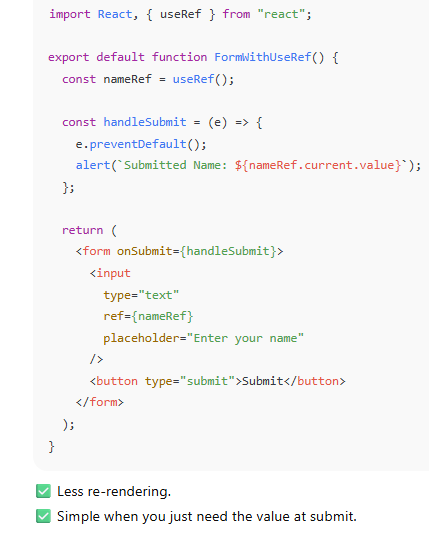 import React, { useRef } from "react";
export default function FormWithUseRef() {
  const nameRef = useRef();
  const handleSubmit = (e) => {
    e.preventDefault();
    alert(`Submitted Name: ${nameRef.current.value}`);
  };
  return (
    <form onSubmit={handleSubmit}>
      <input
        type="text"
        ref={nameRef}
        placeholder="Enter your name"
      />
      <button type="submit">Submit</button>
    </form>
  );
}
✅ Less re-rendering.
✅ Simple when you just need the value at submit.